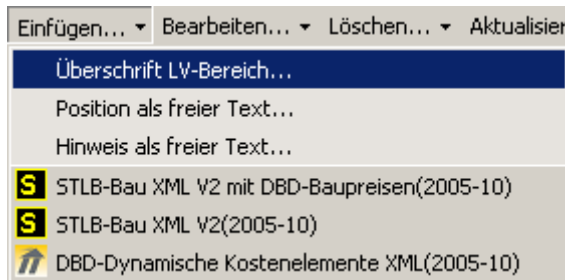 Einfügen... Bearbeiten... Löschen... Aktualisier
Überschrift LV-Bereich...
Position als freier Text...
Hinweis als freier Text...
S STLB-Bau XML V2 mit DBD-Baupreisen(2005-10)
S STLB-Bau XML V2(2005-10)
DBD-Dynamische Kostenelemente XML(2005-10)